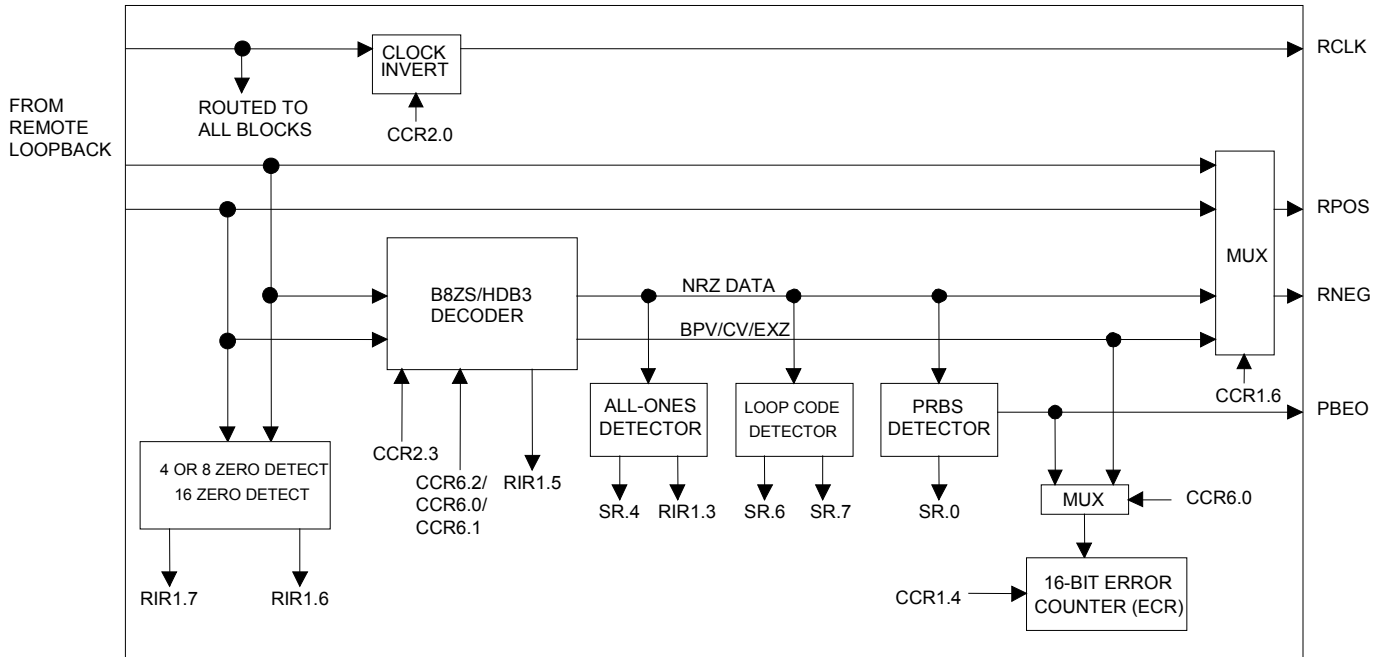 FROM
REMOTE
LOOPBACK
CLOCK
INVERT
RCLK
ROUTED TO
ALL BLOCKS
CCR2.0
RPOS
MUX
RNEG
B8ZS/HDB3
DECODER
NRZ DATA
BPV/CV/EXZ
CCR1.6
ALL-ONES
DETECTOR
LOOP CODE
DETECTOR
PRBS
DETECTOR
PBEO
4 OR 8 ZERO DETECT
16 ZERO DETECT
CCR2.3
CCR6.2/
CCR6.0/
CCR6.1
RIR1.5
SR.4
RIR1.3
SR.6
SR.7
SR.0
MUX
CCR6.0
RIR1.7
RIR1.6
CCR1.4
16-BIT ERROR
COUNTER (ECR)